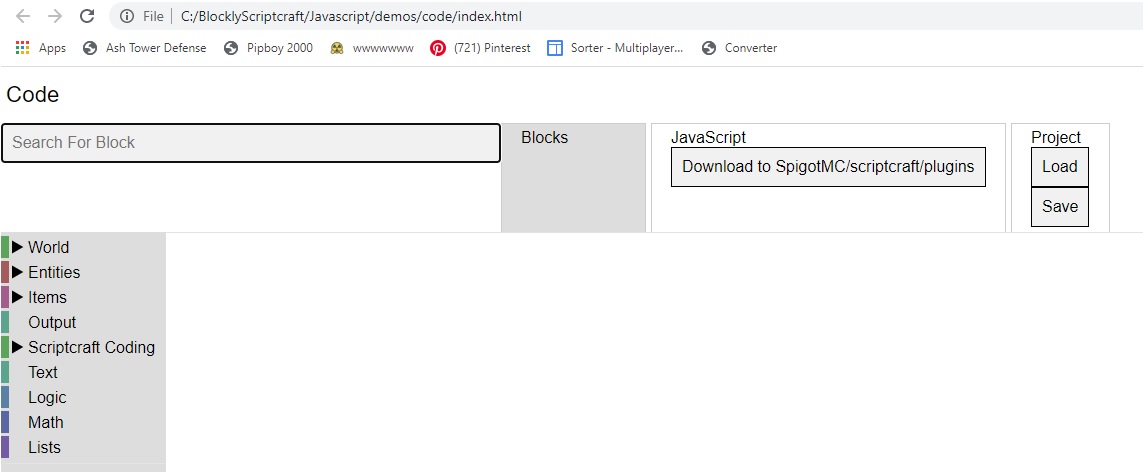 File C:/BlocklyScriptcraft/Javascript/demos/code/index.html
Apps Ash Tower Defense Pipboy 2000 wwwwwww (721) Pinterest Sorter - Multiplayer... Converter
Code
Search For Block
Blocks
JavaScript
Download to SpigotMC/scriptcraft/plugins
Project
Load
Save
World
Entities
Items
Output
Scriptcraft Coding
Text
Logic
Math
Lists